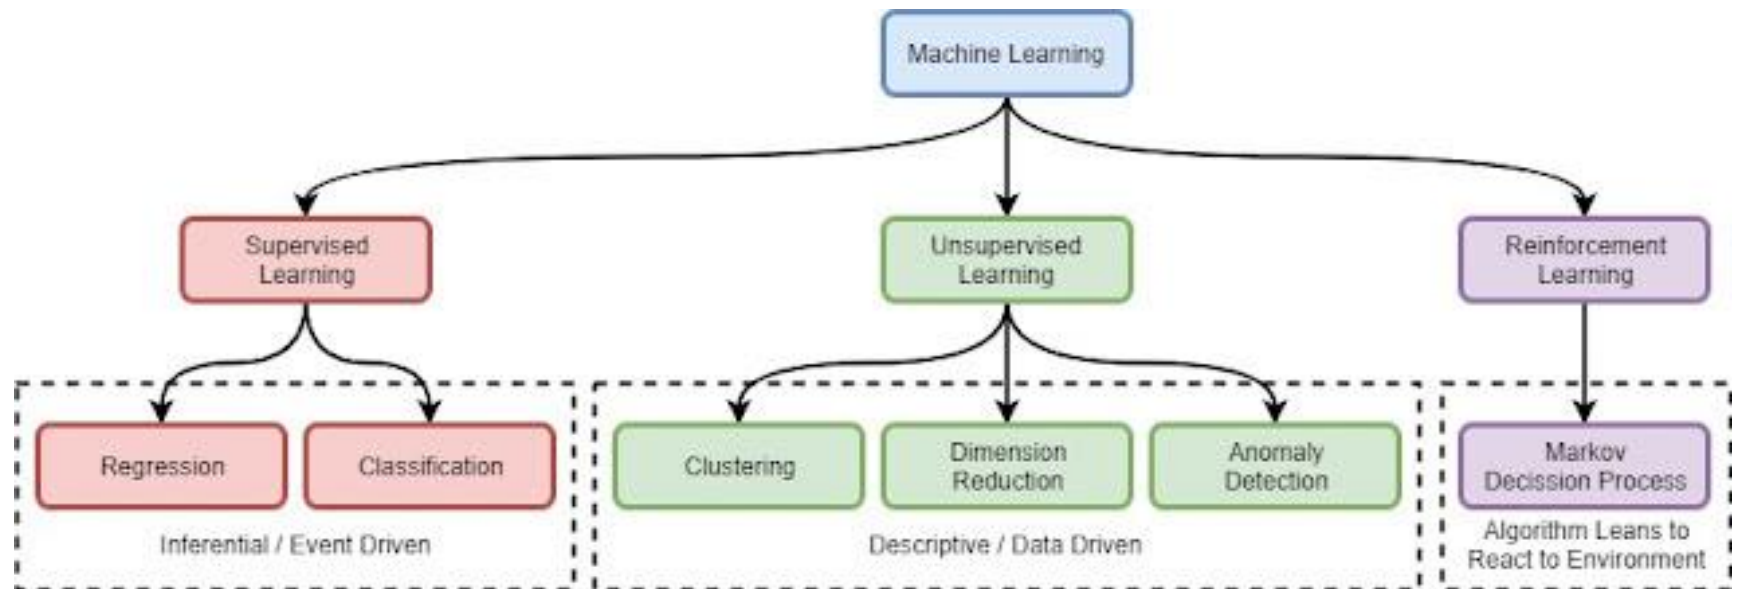 Machine Learning
Supervised
Learning
Unsupervised
Learning
Reinforcement
Learning
Regression
Classification
Clustering
Dimension
Reduction
Anomaly
Detection
Markov
Decission Process
Inferential / Event Driven
Descriptive / Data Driven
Algorithm Leans to
React to Environment